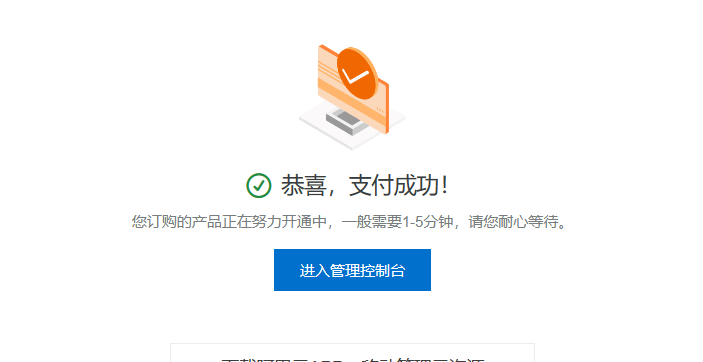 恭喜，支付成功！
您订购的产品正在努力开通中，一般需要1-5分钟，请您耐心等待。
进入管理控制台